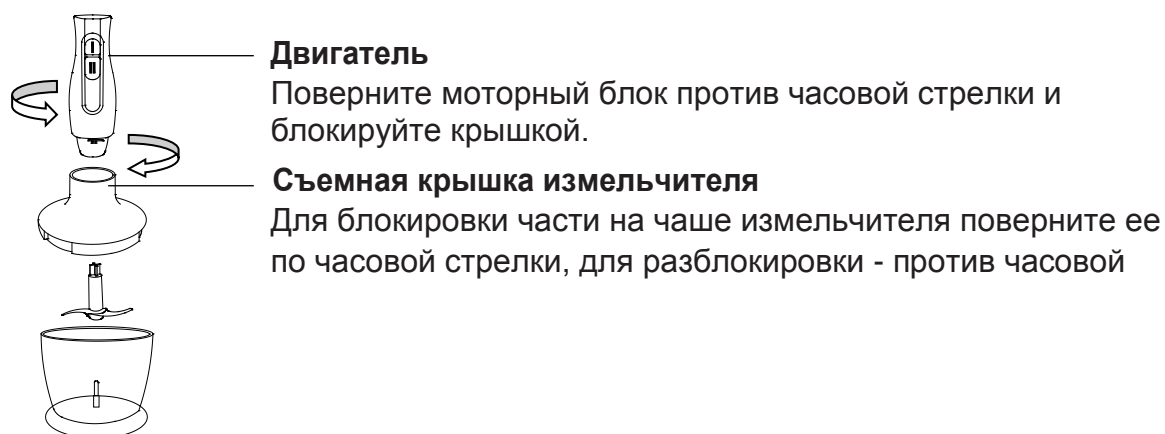 I
II
Двигатель
Поверните моторный блок против часовой стрелки и
блокируйте крышкой.
Съемная крышка измельчителя
Для блокировки части на чаше измельчителя поверните ее
по часовой стрелки, для разблокировки - против часовой